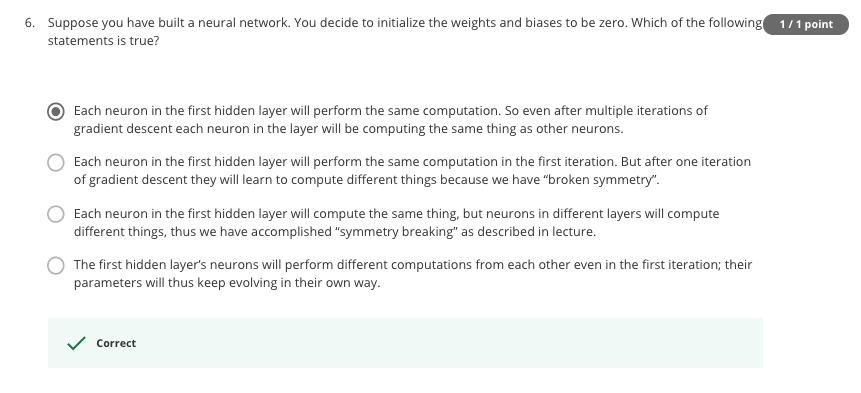 6. Suppose you have built a neural network. You decide to initialize the weights and biases to be zero. Which of the following 1 / 1 point
statements is true?
Each neuron in the first hidden layer will perform the same computation. So even after multiple iterations of
gradient descent each neuron in the layer will be computing the same thing as other neurons.
Each neuron in the first hidden layer will perform the same computation in the first iteration. But after one iteration
of gradient descent they will learn to compute different things because we have “broken symmetry”.
Each neuron in the first hidden layer will compute the same thing, but neurons in different layers will compute
different things, thus we have accomplished “symmetry breaking” as described in lecture.
The first hidden layer’s neurons will perform different computations from each other even in the first iteration; their
parameters will thus keep evolving in their own way.
Correct